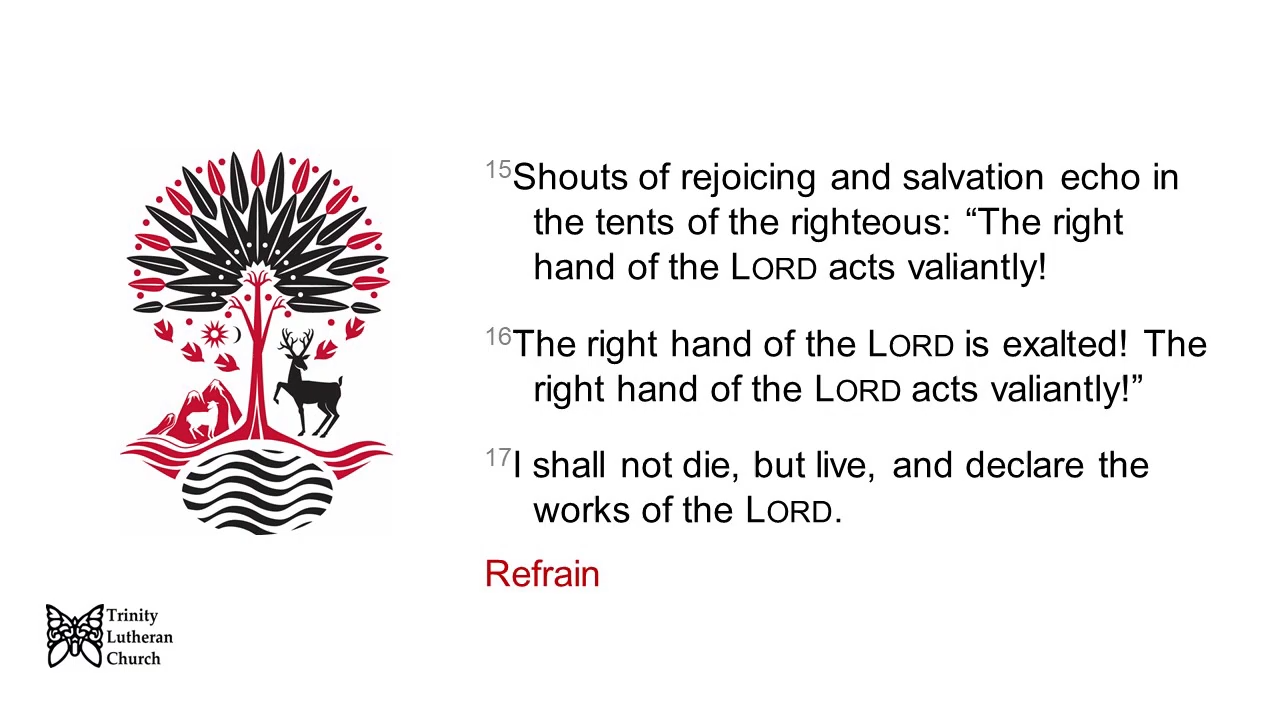 15Shouts of rejoicing and salvation echo in
the tents of the righteous: “The right
hand of the LORD acts valiantly!
16The right hand of the LORD is exalted! The
right hand of the LORD acts valiantly!”
17I shall not die, but live, and declare the
works of the LORD.
Refrain
Trinity
Lutheran
Church